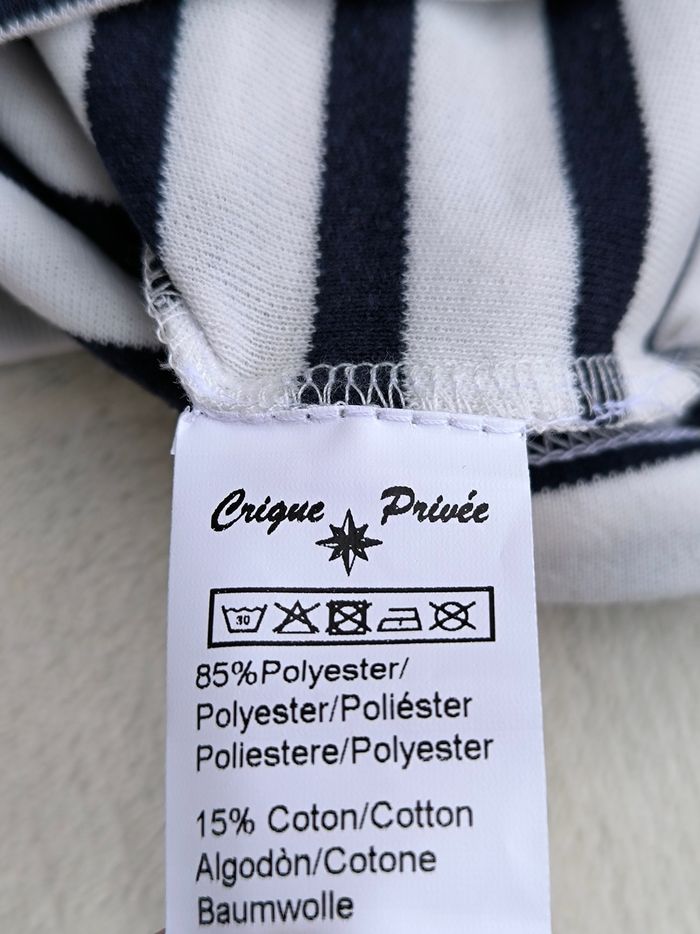 Crique Privée
30
85%Polyester/
Polyester/Poliéster
Poliestere/Polyester
15% Coton/Cotton
Algodòn/Cotone
Baumwolle